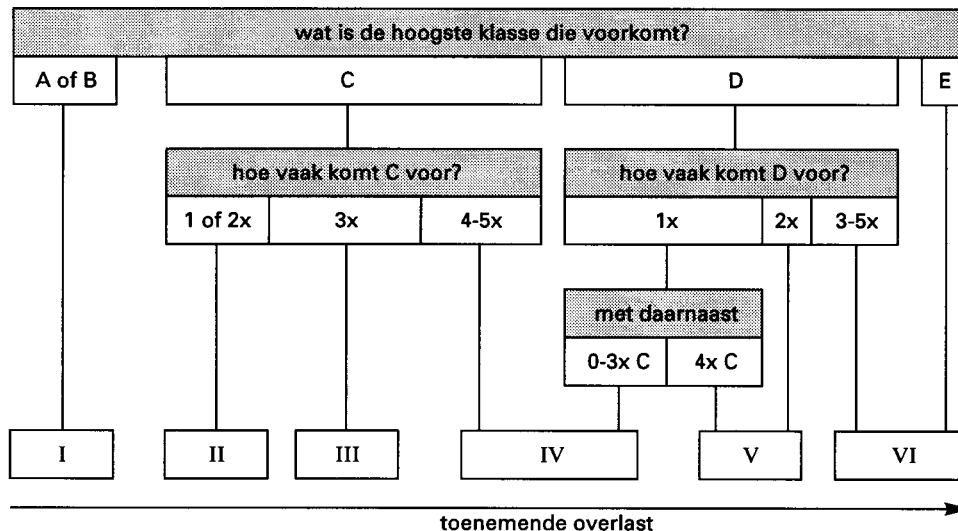 wat is de hoogste klasse die voorkomt?
A of B C D E
hoe vaak komt C voor? hoe vaak komt D voor?
1 of 2x 3x 4-5x 1x 2x 3-5x
met daarnaast
0-3x C 4x C
I II III IV V VI
toenemende overlast